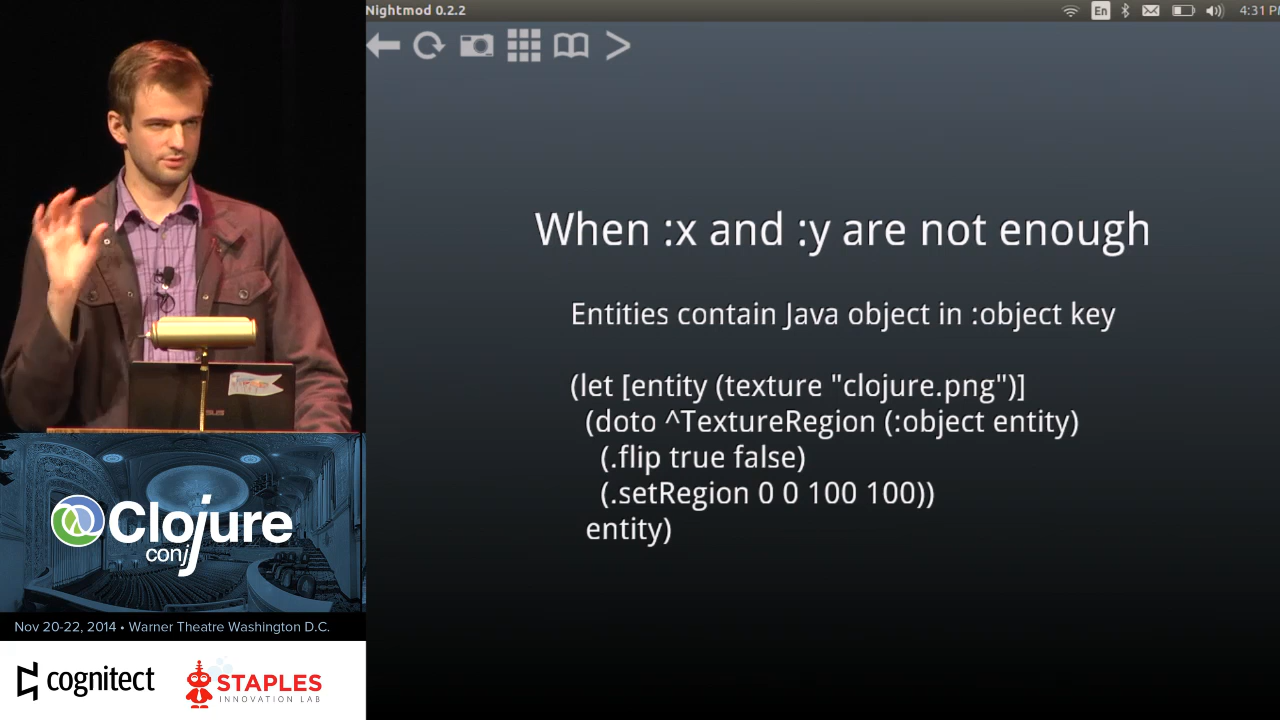 Nightmod 0.2.2
En
4:31 P
When :x and :y are not enough
Entities contain Java object in :object key
(let [entity (texture "clojure.png")]
(doto ^TextureRegion (:object entity)
(.flip true false)
(.setRegion 0 0 100 100))
entity)
ASUS
Clojure
conj
Nov 20-22, 2014 • Warner Theatre Washington D.C.
cognitect
STAPLES
INNOVATION LAB